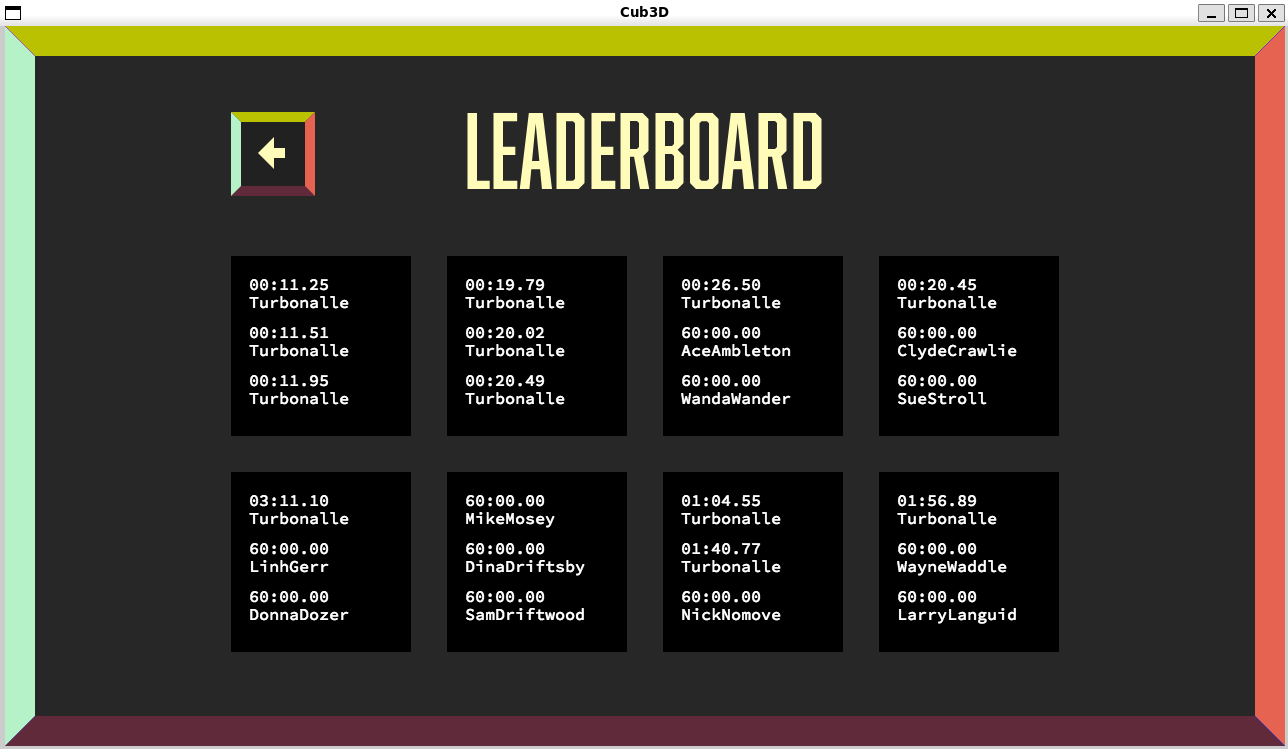 Cub3D
LEADERBOARD
00:11.25
Turbonalle
00:11.51
Turbonalle
00:11.95
Turbonalle
00:19.79
Turbonalle
00:20.02
Turbonalle
00:20.49
Turbonalle
00:26.50
Turbonalle
60:00.00
AceAmbleton
60:00.00
WandaWander
00:20.45
Turbonalle
60:00.00
ClydeCrawlie
60:00.00
SueStroll
03:11.10
Turbonalle
60:00.00
LinhGerr
60:00.00
DonnaDozer
60:00.00
MikeMosey
60:00.00
DinaDriftsby
60:00.00
SamDriftwood
01:04.55
Turbonalle
01:40.77
Turbonalle
60:00.00
NickNomove
01:56.89
Turbonalle
60:00.00
WayneWaddle
60:00.00
LarryLanguid